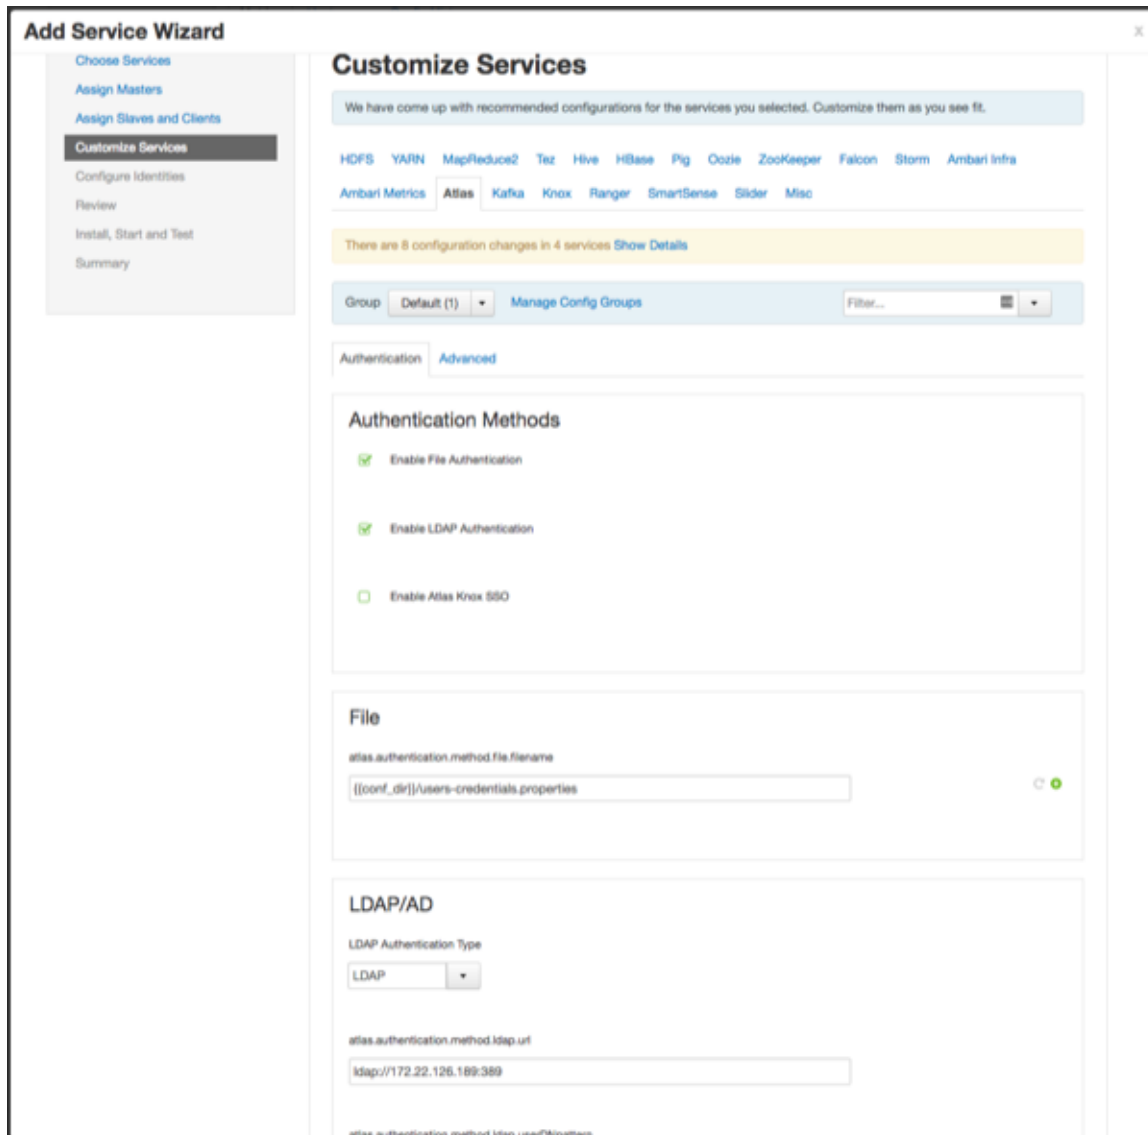 Add Service Wizard
x
Choose Services
Assign Masters
Assign Slaves and Clients
Customize Services
Configure Identities
Review
Install, Start and Test
Summary
Customize Services
We have come up with recommended configurations for the services you selected. Customize them as you see fit.
HDFS YARN MapReduce2 Tez Hive HBase Pig Oozie ZooKeeper Falcon Storm Ambari Infra
Ambari Metrics Atlas Kafka Knox Ranger SmartSense Slider Misc
There are 8 configuration changes in 4 services Show Details
Group Default (1) Manage Config Groups Filter...
Authentication Advanced
Authentication Methods
Enable File Authentication
Enable LDAP Authentication
Enable Atlas Knox SSO
File
atlas.authentication.method.file.filename
{{conf_dir}}/users-credentials.properties
LDAP/AD
LDAP Authentication Type
LDAP
atlas.authentication.method.ldap.url
ldap://172.22.126.189:389
atlas.authentication.method.ldap.userDNpattern